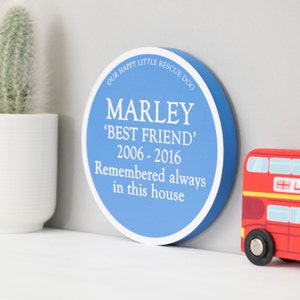 OUR HAPPY LITTLE RESCUE DOG
MARLEY
'BEST FRIEND'
2006 - 2016
Remembered always
in this house